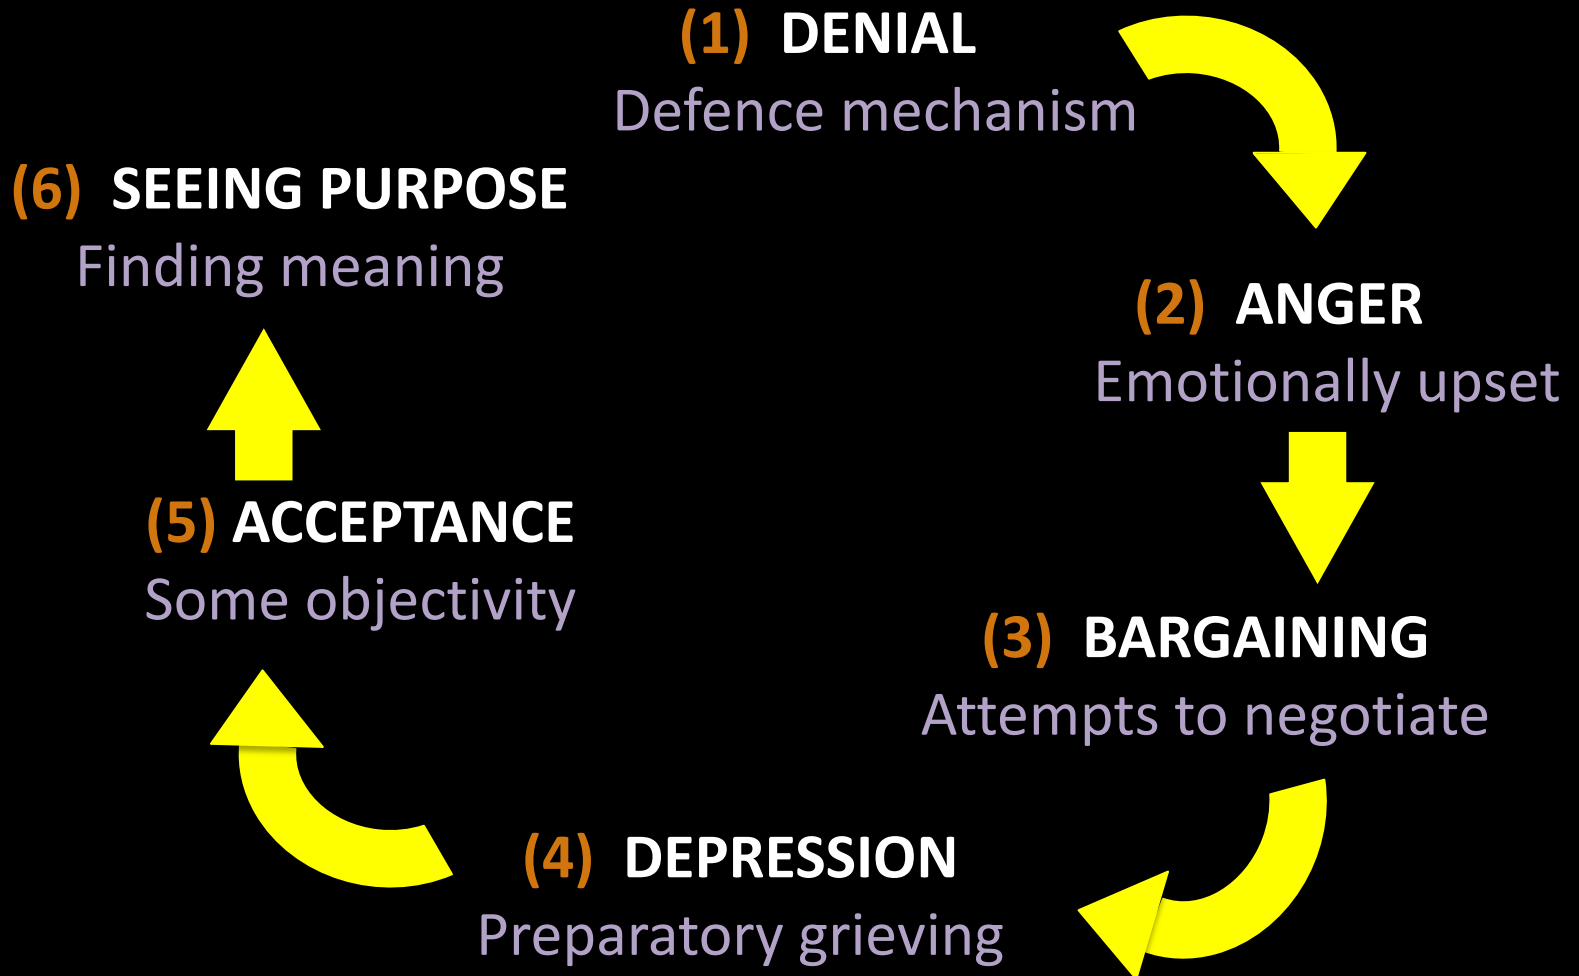 (1) DENIAL
Defence mechanism
(2) ANGER
Emotionally upset
(3) BARGAINING
Attempts to negotiate
(4) DEPRESSION
Preparatory grieving
(5) ACCEPTANCE
Some objectivity
(6) SEEING PURPOSE
Finding meaning